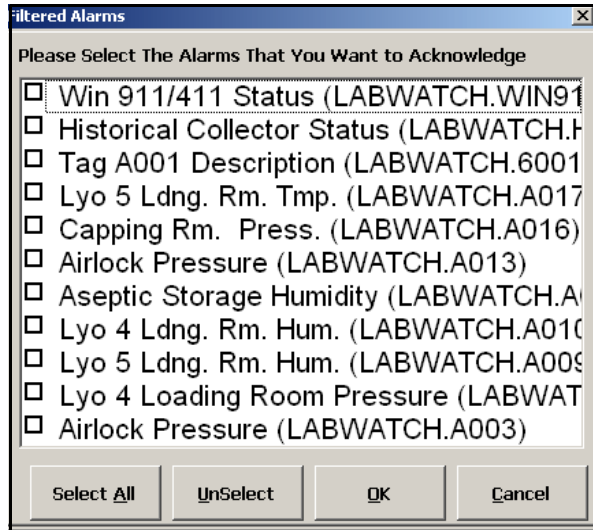 Filtered Alarms
Please Select The Alarms That You Want to Acknowledge
Win 911/411 Status (LABWATCH.WIN91
Historical Collector Status (LABWATCH.H
Tag A001 Description (LABWATCH.6001
Lyo 5 Ldng. Rm. Tmp. (LABWATCH.A017
Capping Rm.  Press. (LABWATCH.A016)
Airlock Pressure (LABWATCH.A013)
Aseptic Storage Humidity (LABWATCH.A
Lyo 4 Ldng. Rm. Hum. (LABWATCH.A010
Lyo 5 Ldng. Rm. Hum. (LABWATCH.A009
Lyo 4 Loading Room Pressure (LABWAT
Airlock Pressure (LABWATCH.A003)
Select All UnSelect OK Cancel